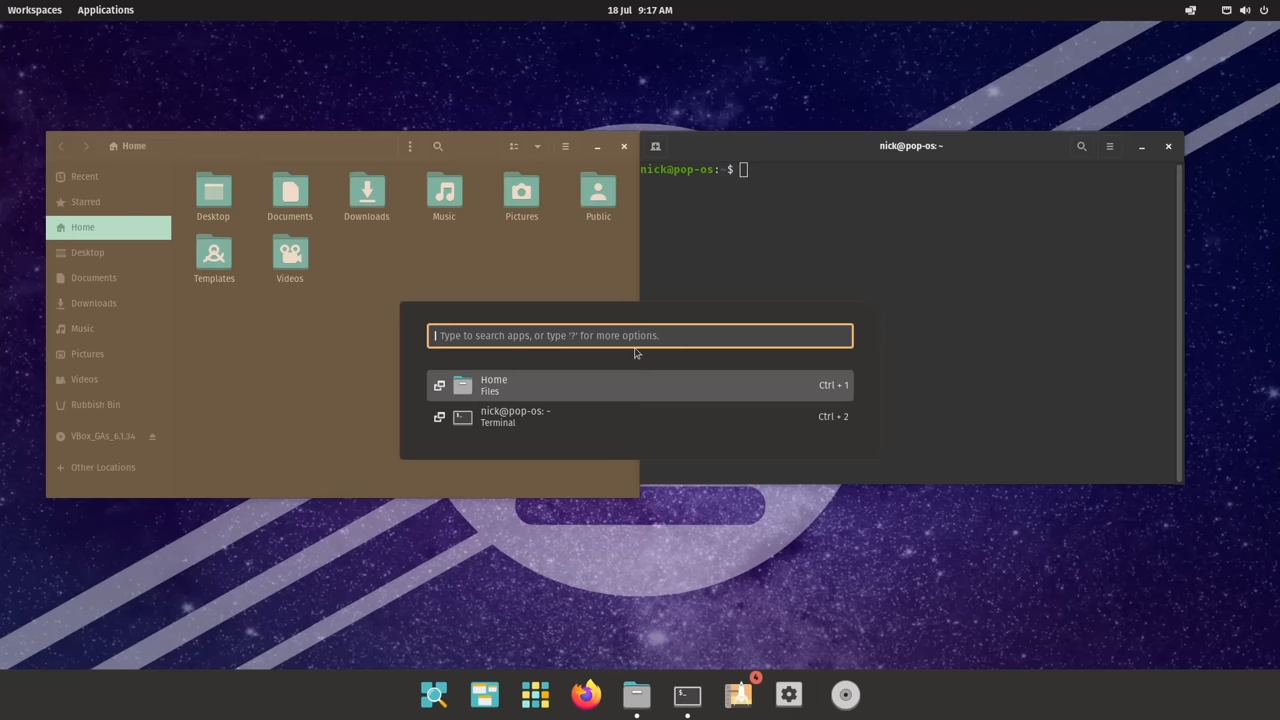 Workspaces
Applications
18 Jul 9:17 AM
Home
nick@pop-os: ~
Recent
Starred
Home
Desktop
Documents
Downloads
Music
Pictures
Videos
Rubbish Bin
VBox_GAs_6.1.34
Other Locations
Desktop
Documents
Downloads
Music
Pictures
Public
Templates
Videos
nick@pop-os:~$
Type to search apps, or type '?' for more options.
Home
Files
Ctrl + 1
nick@pop-os: ~
Terminal
Ctrl + 2
4